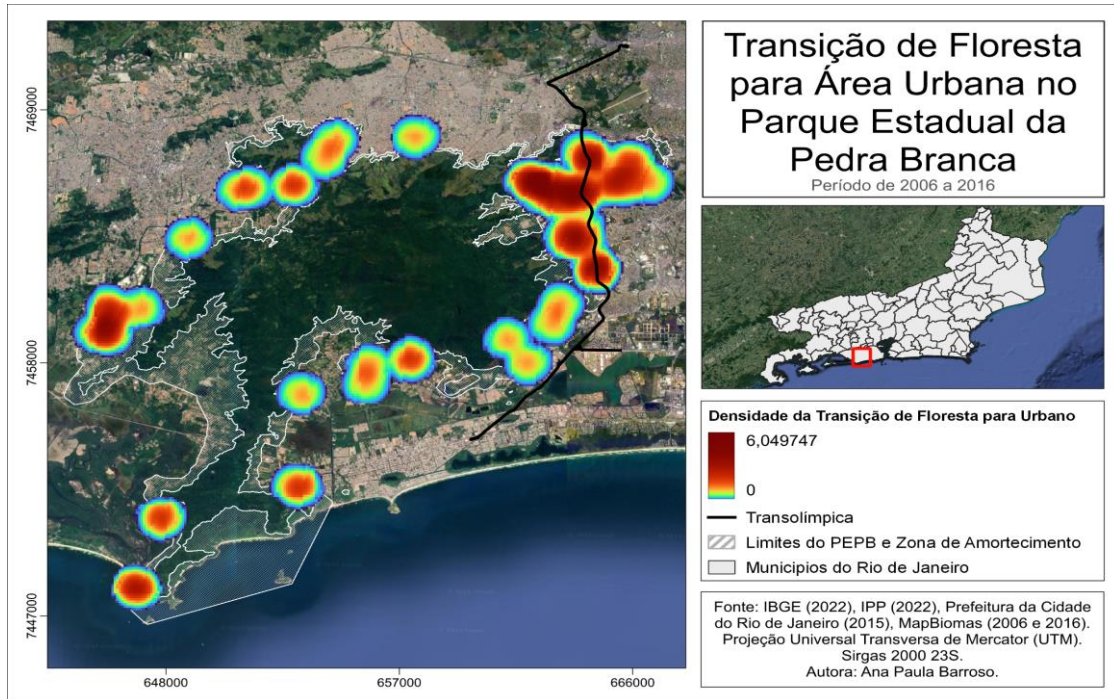 Transição de Floresta
para Área Urbana no
Parque Estadual da
Pedra Branca
Período de 2006 a 2016
7469000
7458000
7447000
648000
657000
666000
Densidade da Transição de Floresta para Urbano
6,049747
0
Transolímpica
Limites do PEPB e Zona de Amortecimento
Municipios do Rio de Janeiro
Fonte: IBGE (2022), IPP (2022), Prefeitura da Cidade
do Rio de Janeiro (2015), MapBiomas (2006 e 2016).
Projeção Universal Transversa de Mercator (UTM).
Sirgas 2000 23S.
Autora: Ana Paula Barroso.